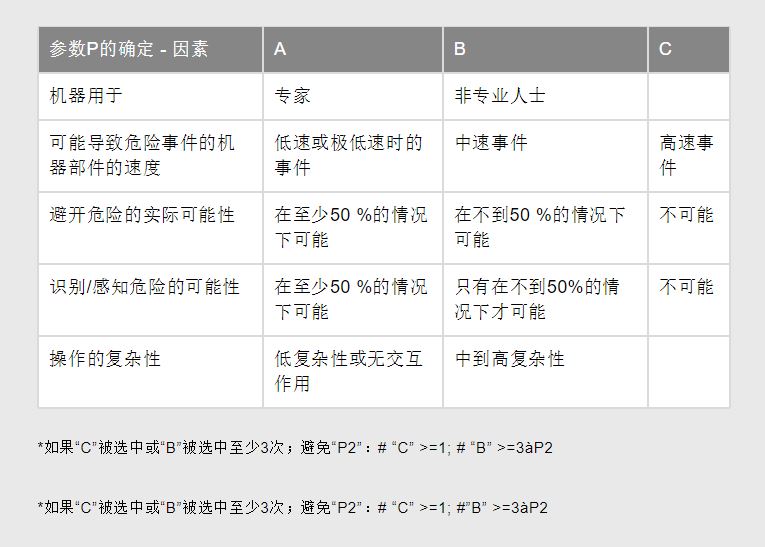 参数P的确定 - 因素 A B C
机器用于 专家 非专业人士
可能导致危险事件的机 低速或极低速时的 中速事件 高速事
器部件的速度 事件 件
避开危险的实际可能性 在至少50 %的情况 在不到50 %的情况下 不可能
下可能 可能
识别/感知危险的可能性 在至少50 %的情况 只有在不到50%的情 不可能
下可能 况下才可能
操作的复杂性 低复杂性或无交互 中到高复杂性
作用
*如果“C”被选中或“B”被选中至少3次；避免“P2”：# “C” >=1; # “B” >=3àP2
*如果“C”被选中或“B”被选中至少3次；避免“P2”：# “C” >=1; #”B” >=3àP2